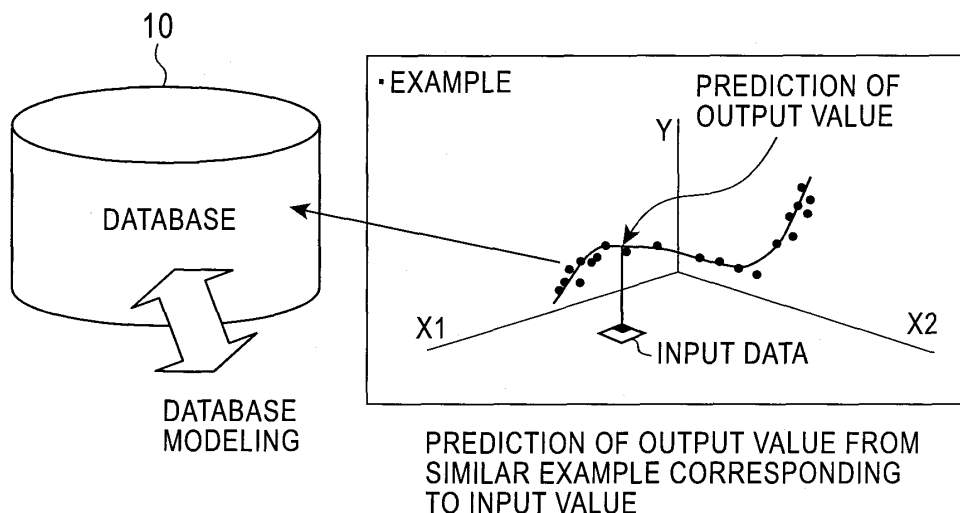 10
DATABASE
DATABASE
MODELING
・EXAMPLE
PREDICTION OF
OUTPUT VALUE
Y
X1
X2
INPUT DATA
PREDICTION OF OUTPUT VALUE FROM
SIMILAR EXAMPLE CORRESPONDING
TO INPUT VALUE